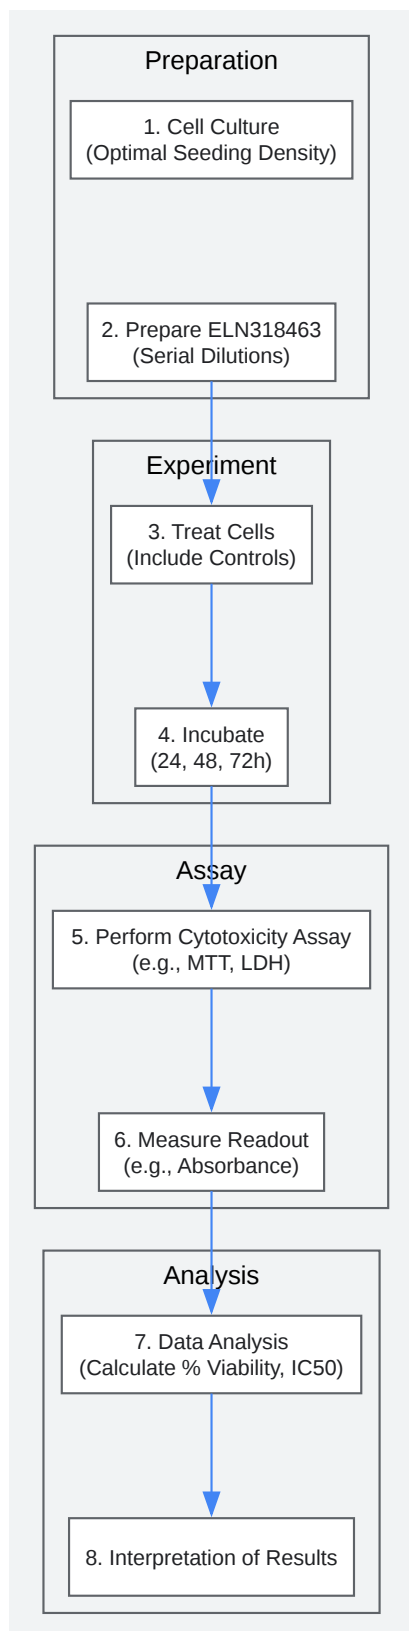 Preparation
1. Cell Culture
(Optimal Seeding Density)
2. Prepare ELN318463
(Serial Dilutions)
Experiment
3. Treat Cells
(Include Controls)
4. Incubate
(24, 48, 72h)
Assay
5. Perform Cytotoxicity Assay
(e.g., MTT, LDH)
6. Measure Readout
(e.g., Absorbance)
Analysis
7. Data Analysis
(Calculate % Viability, IC50)
8. Interpretation of Results